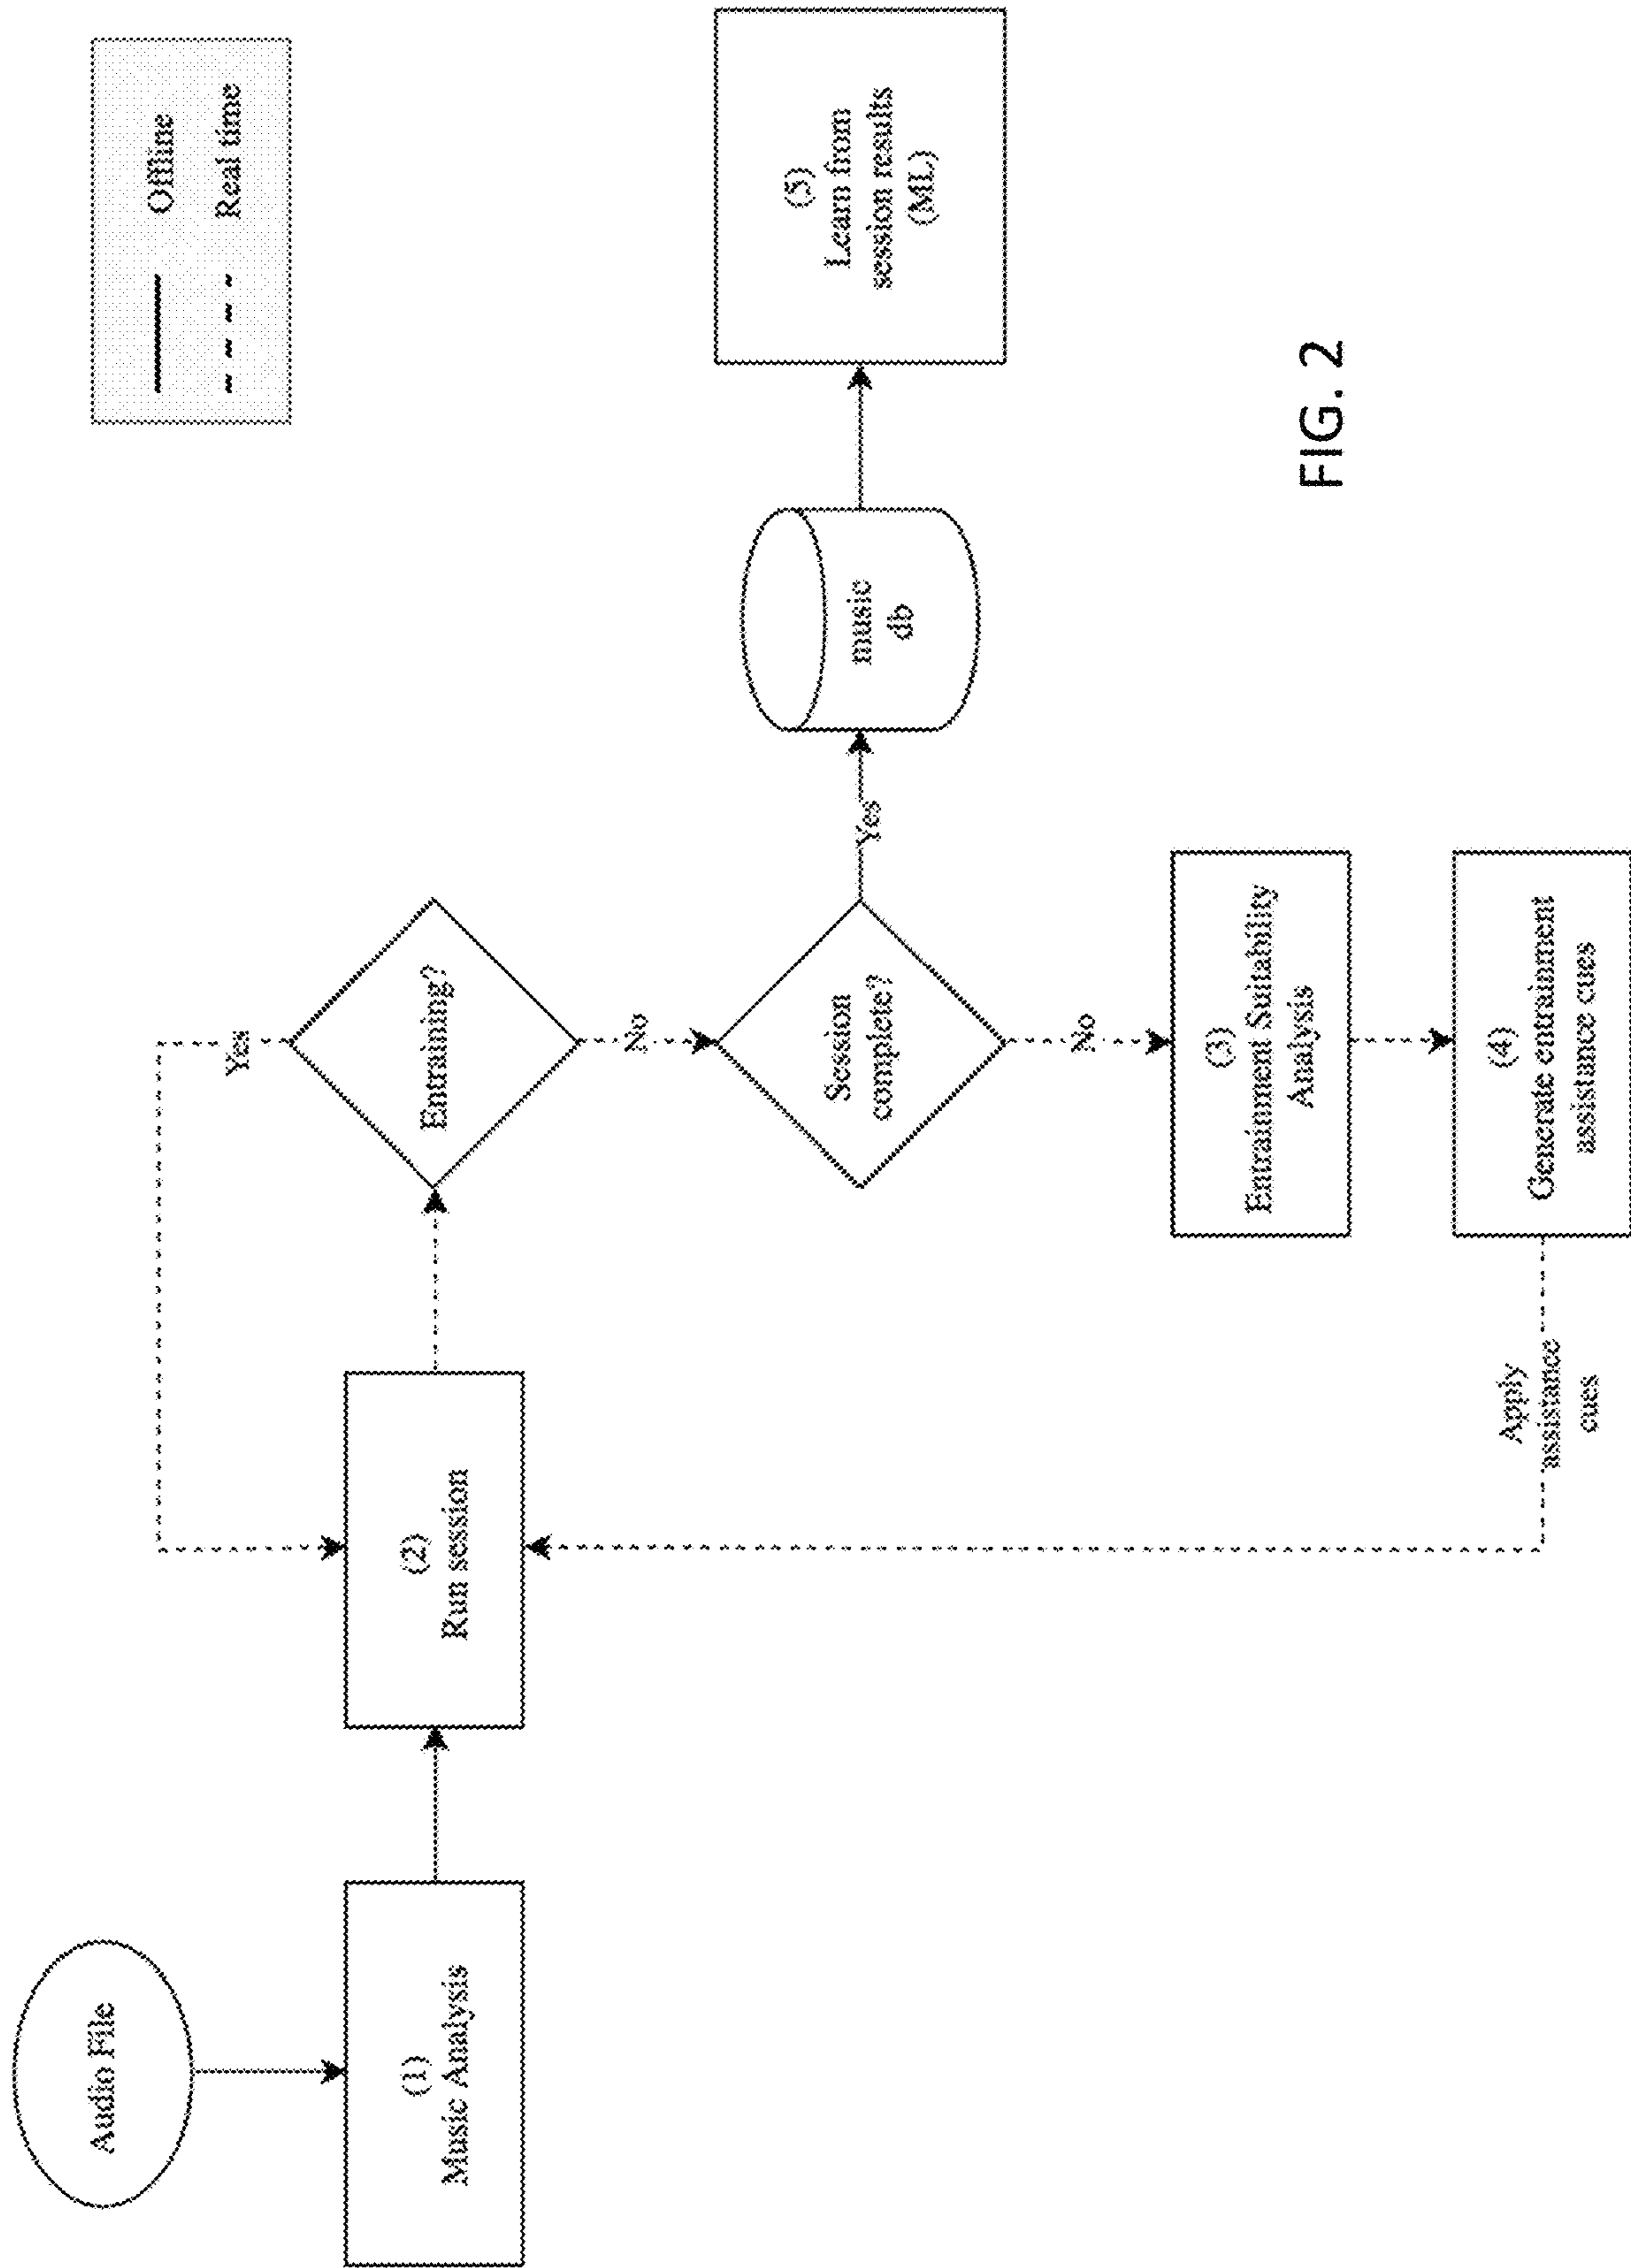 Audio File
(1)
Music Analysis
(2)
Run session
Entraining?
Yes
No
Session
complete?
Yes
No
(3)
Entrainment Suitability
Analysis
(4)
Generate entrainment
assistance cues
Apply
assistance
cues
music
db
(5)
Learn from
session results
(ML)
Offline
Real time
FIG. 2